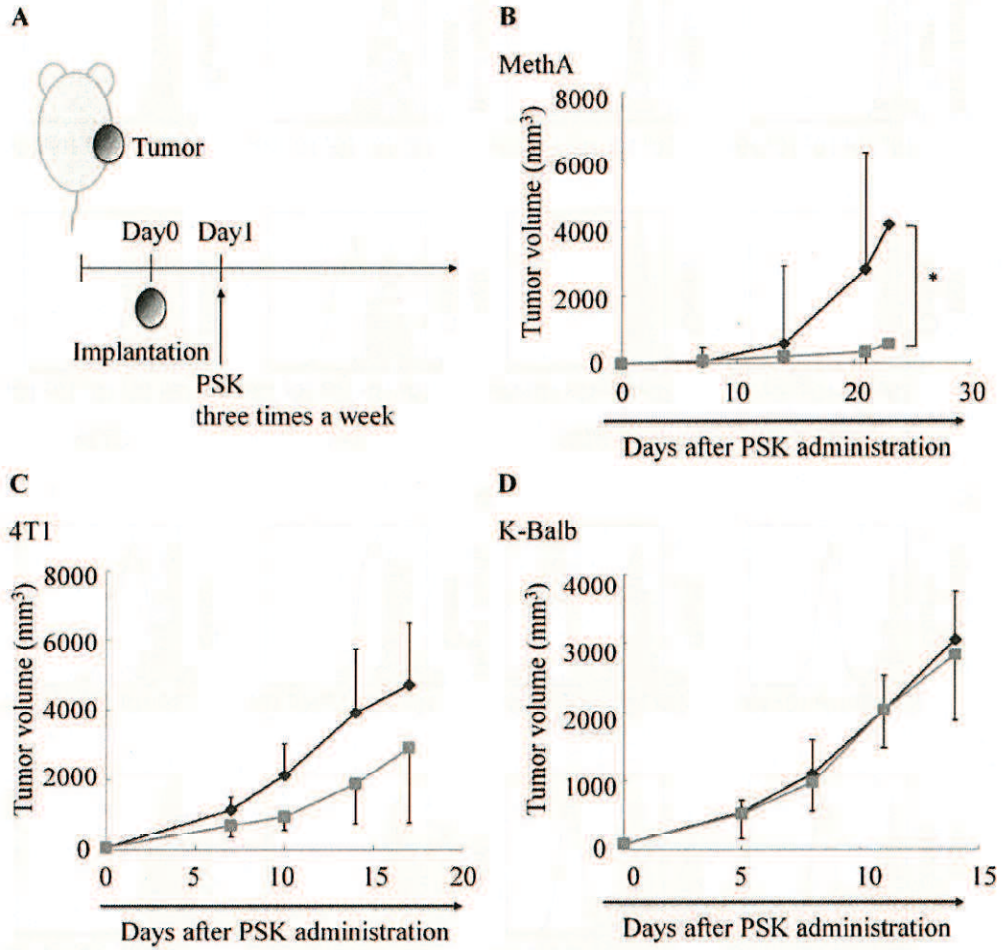 A
Tumor
Day0 Day1
Implantation
PSK
three times a week
B
MethA
Tumor volume (mm³)
8000
6000
4000
2000
0
*
0 10 20 30
Days after PSK administration
C
4T1
Tumor volume (mm³)
8000
6000
4000
2000
0
0 5 10 15 20
Days after PSK administration
D
K-Balb
Tumor volume (mm³)
4000
3000
2000
1000
0
0 5 10 15
Days after PSK administration